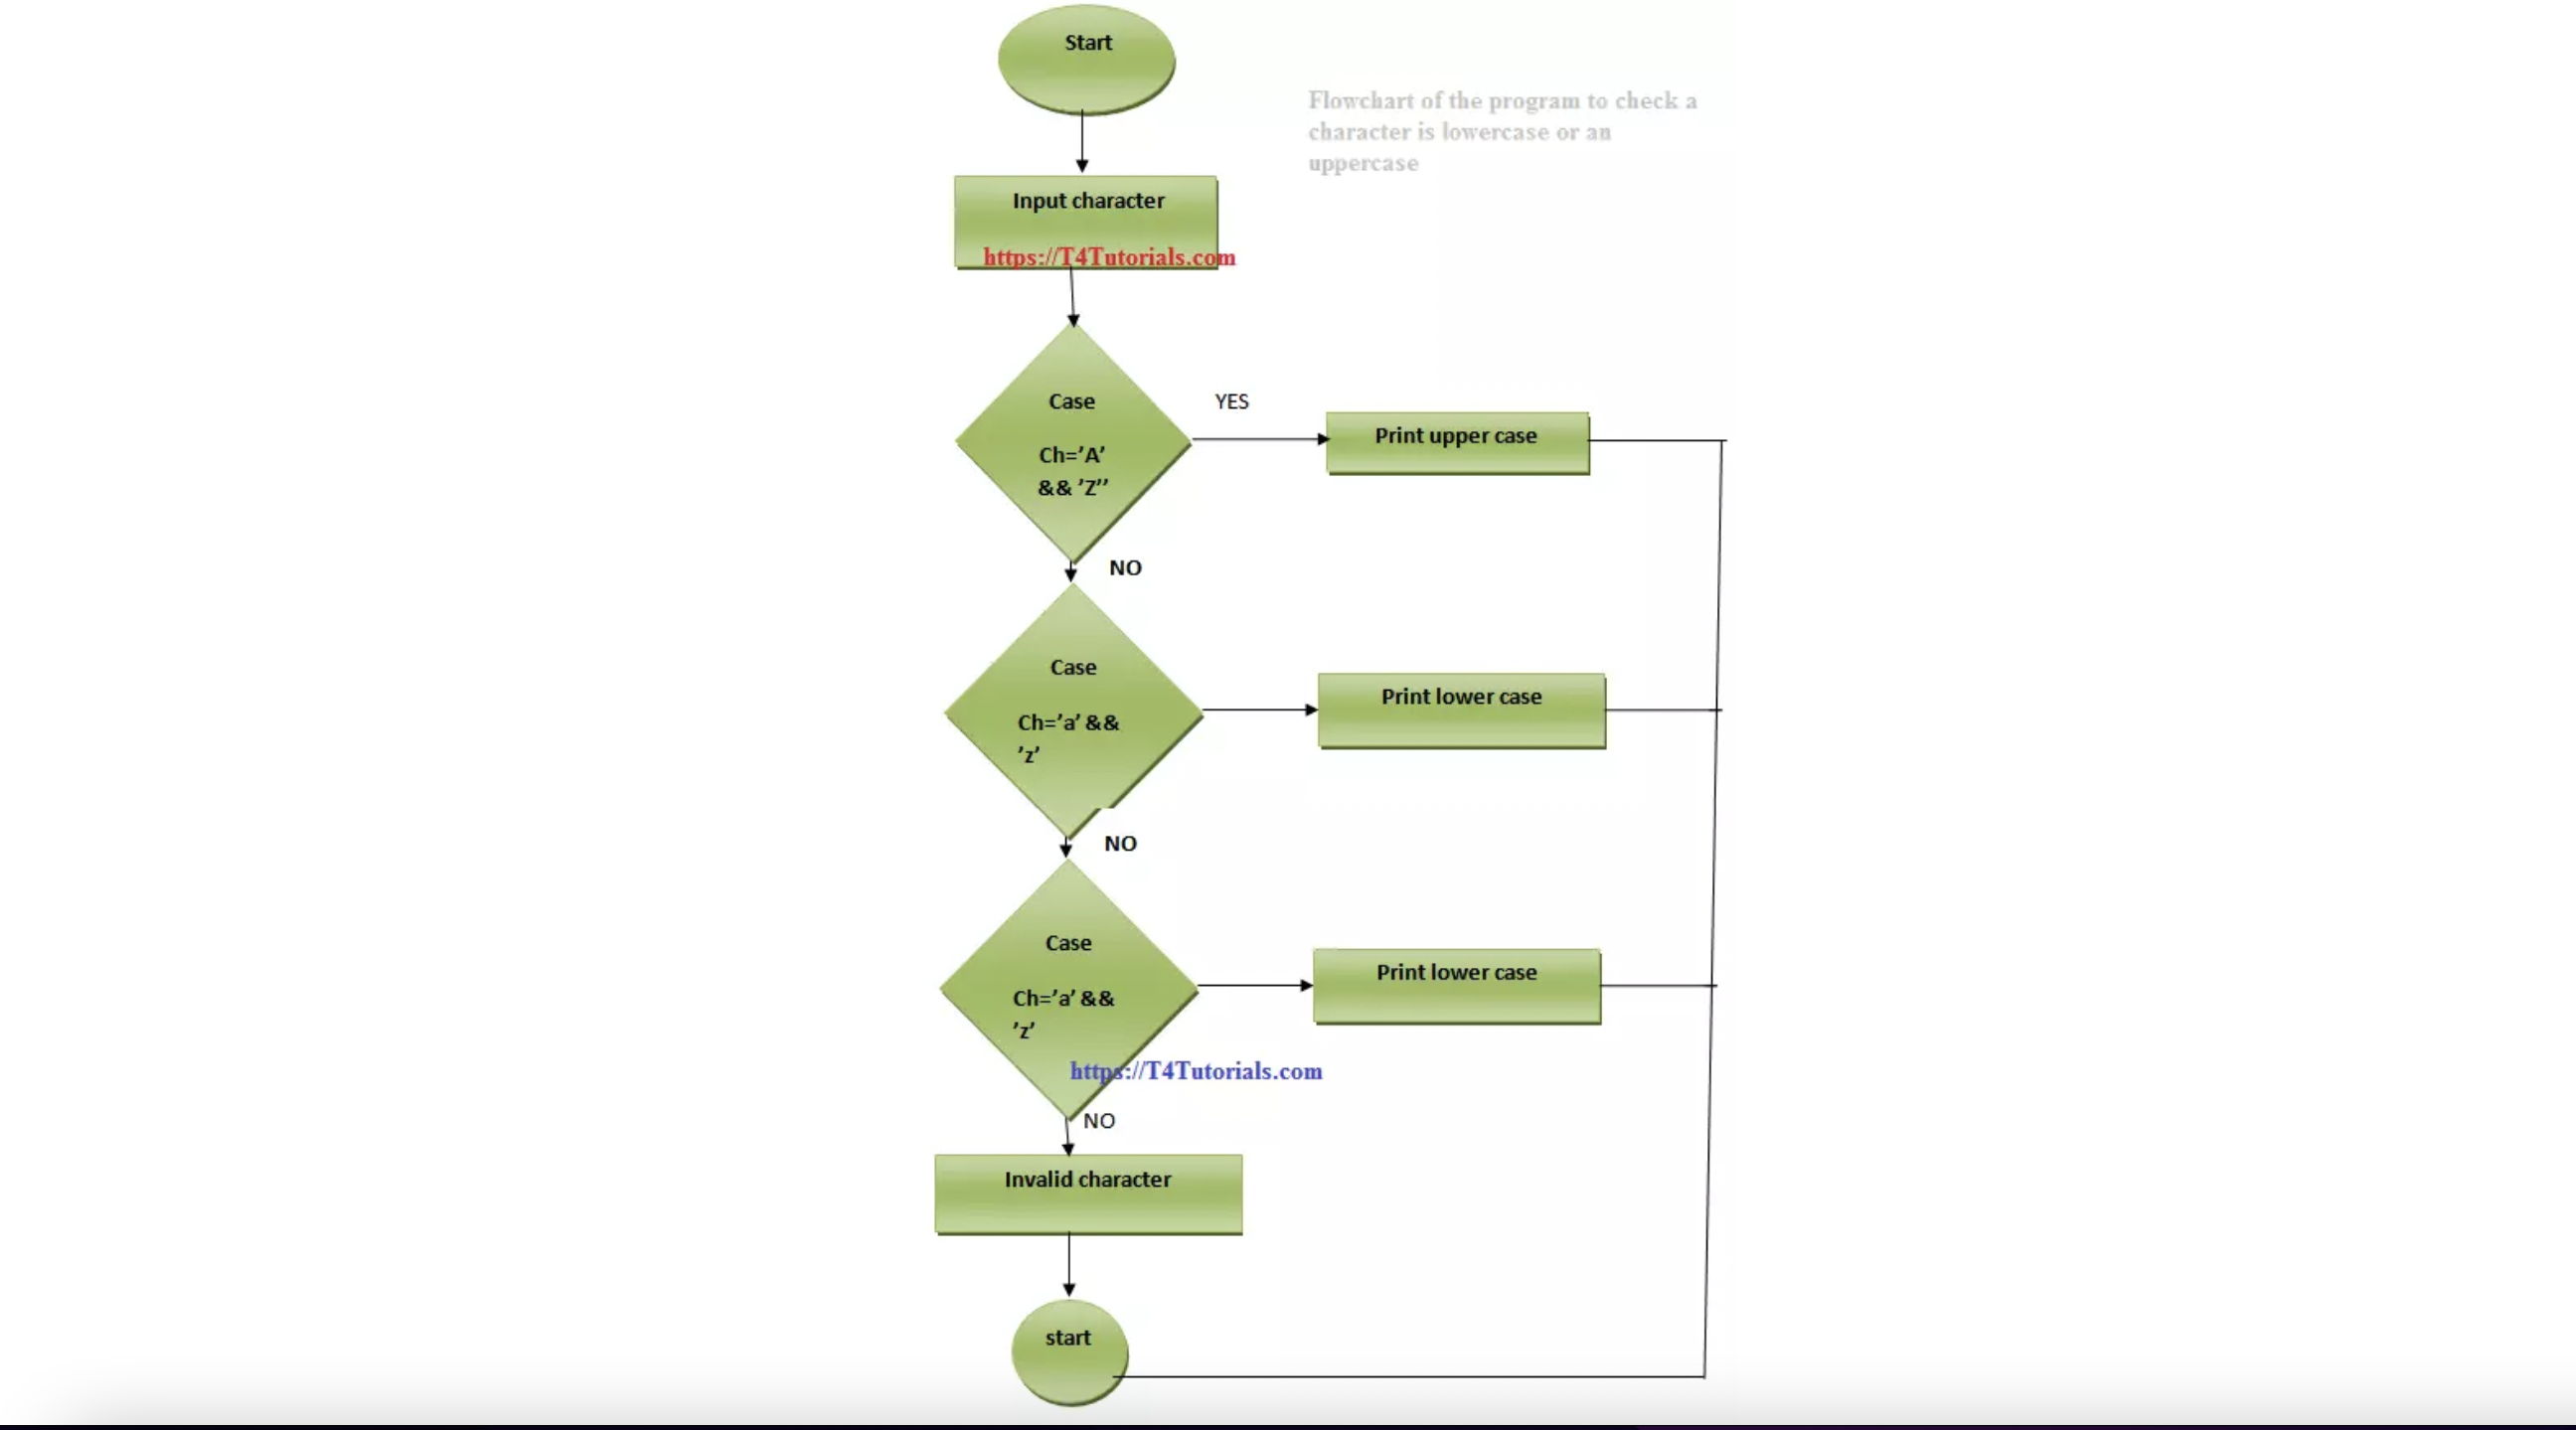 Start
Flowchart of the program to check a
character is lowercase or an
uppercase
Input character
https://T4Tutorials.com
Case
Ch=’A’
&& ’Z’’
YES
Print upper case
NO
Case
Ch=’a’ &&
’z’
Print lower case
NO
Case
Ch=’a’ &&
’z’
Print lower case
https://T4Tutorials.com
NO
Invalid character
start